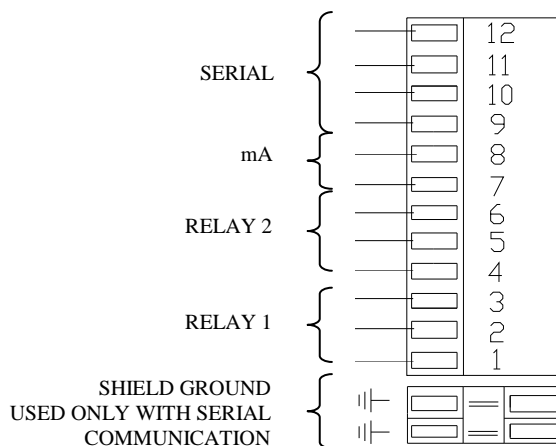 SERIAL
mA
RELAY 2
RELAY 1
SHIELD GROUND
USED ONLY WITH SERIAL
COMMUNICATION
12
11
10
9
8
7
6
5
4
3
2
1